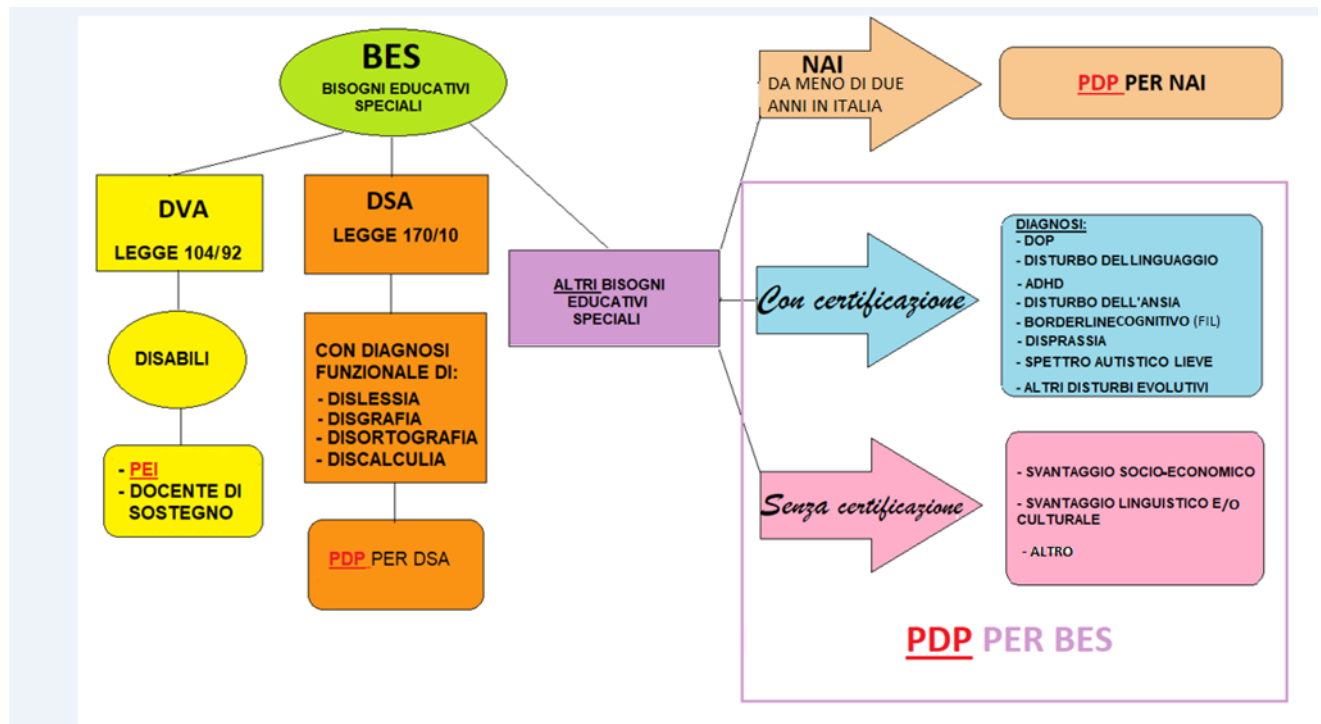 BES
BISOGNI EDUCATIVI
SPECIALI
DVA
LEGGE 104/92
DISABILI
- PEI
- DOCENTE DI
SOSTEGNO
DSA
LEGGE 170/10
CON DIAGNOSI
FUNZIONALE DI:
- DISLESSIA
- DISGRAFIA
- DISORTOGRAFIA
- DISCALCULIA
PDP PER DSA
ALTRI BISOGNI
EDUCATIVI
SPECIALI
NAI
DA MENO DI DUE
ANNI IN ITALIA
PDP PER NAI
Con certificazione
DIAGNOSI:
- DOP
- DISTURBO DEL LINGUAGGIO
- ADHD
- DISTURBO DELL'ANSIA
- BORDERLINE COGNITIVO (FIL)
- DISPRASSIA
- SPETTRO AUTISTICO LIEVE
- ALTRI DISTURBI EVOLUTIVI
Senza certificazione
- SVANTAGGIO SOCIO-ECONOMICO
- SVANTAGGIO LINGUISTICO E/O
CULTURALE
- ALTRO
PDP PER BES